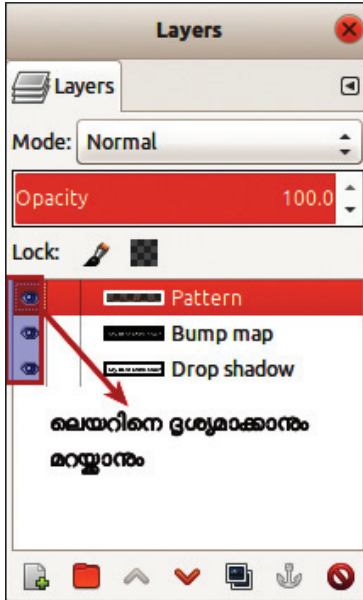 Layers
Layers
Mode: Normal
Opacity 100.0
Lock:
Pattern
Bump map
Drop shadow
ലെയറിനെ ദൃശ്യമാക്കാനും
മറയ്ക്കാനും